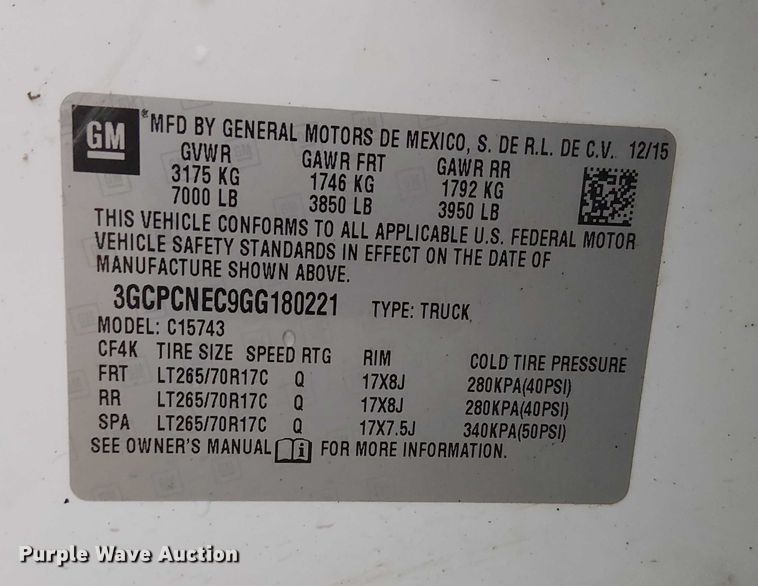 GM *MFD BY GENERAL MOTORS DE MEXICO, S. DE R.L. DE C.V. 12/15
GVWR GAWR FRT GAWR RR
3175 KG 1746 KG 1792 KG
7000 LB 3850 LB 3950 LB
THIS VEHICLE CONFORMS TO ALL APPLICABLE U.S. FEDERAL MOTOR
VEHICLE SAFETY STANDARDS IN EFFECT ON THE DATE OF
MANUFACTURE SHOWN ABOVE.
3GCPCNEC9GG180221 TYPE: TRUCK
MODEL: C15743
CF4K TIRE SIZE SPEED RTG RIM COLD TIRE PRESSURE
FRT LT265/70R17C Q 17X8J 280KPA(40PSI)
RR LT265/70R17C Q 17X8J 280KPA(40PSI)
SPA LT265/70R17C Q 17X7.5J 340KPA(50PSI)
SEE OWNER'S MANUAL i FOR MORE INFORMATION.
Purple Wave Auction